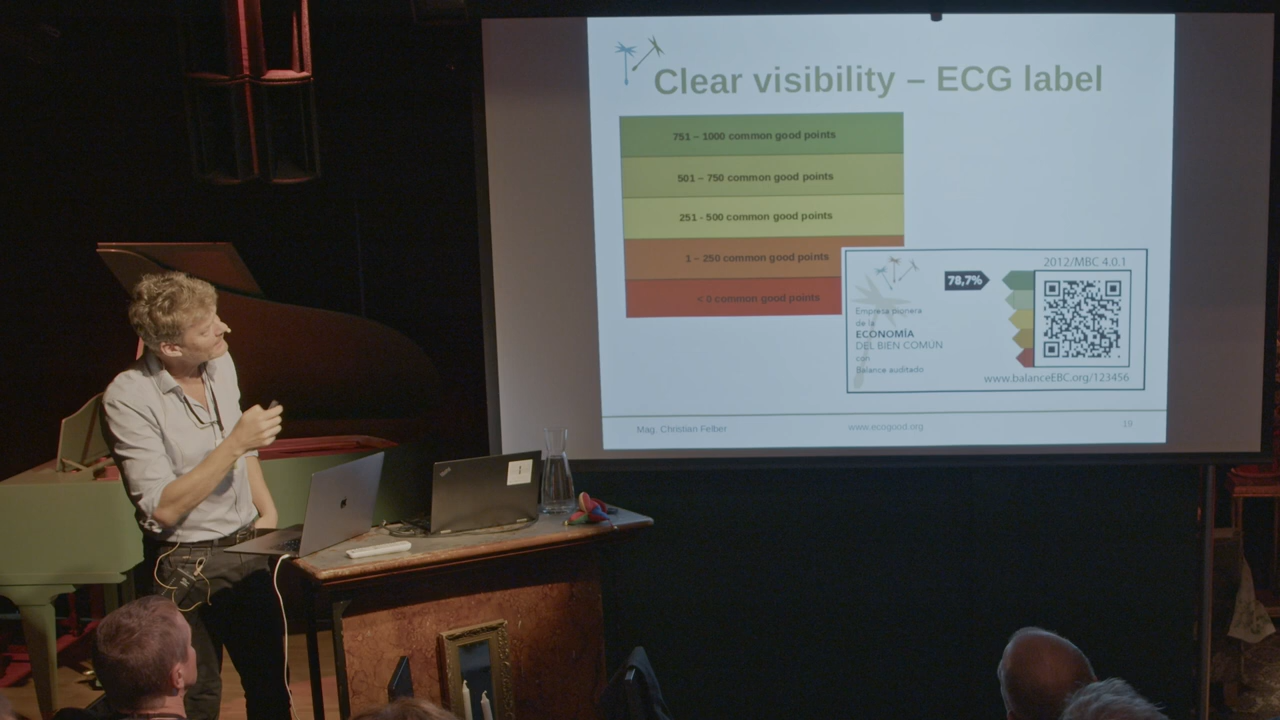 Clear visibility – ECG label
751 – 1000 common good points
501 – 750 common good points
251 - 500 common good points
1 – 250 common good points
< 0 common good points
2012/MBC 4.0.1
78,7%
Empresa pionera
de la
ECONOMÍA
DEL BIEN COMÚN
con
Balance auditado
www.balanceEBC.org/123456
Mag. Christian Felber
www.ecogood.org
19